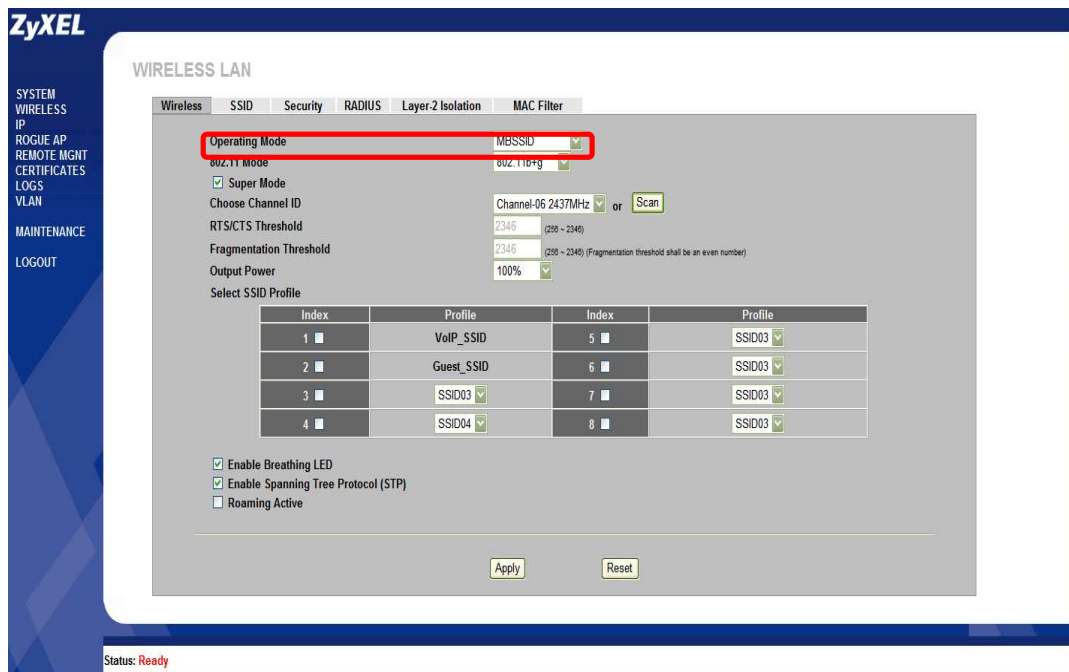 ZyXEL
WIRELESS LAN
SYSTEM
WIRELESS
IP
ROGUE AP
REMOTE MGNT
CERTIFICATES
LOGS
VLAN
MAINTENANCE
LOGOUT
Wireless SSID Security RADIUS Layer-2 Isolation MAC Filter
Operating Mode MBSSID
802.11 Mode 802.11b+g
Super Mode
Choose Channel ID Channel-06 2437MHz or Scan
RTS/CTS Threshold 2346 (256 ~ 2346)
Fragmentation Threshold 2346 (256 ~ 2346) (Fragmentation threshold shall be an even number)
Output Power 100%
Select SSID Profile
Index Profile Index Profile
1 VoIP_SSID 5 SSID03
2 Guest_SSID 6 SSID03
3 SSID03 7 SSID03
4 SSID04 8 SSID03
Enable Breathing LED
Enable Spanning Tree Protocol (STP)
Roaming Active
Apply Reset
Status: Ready